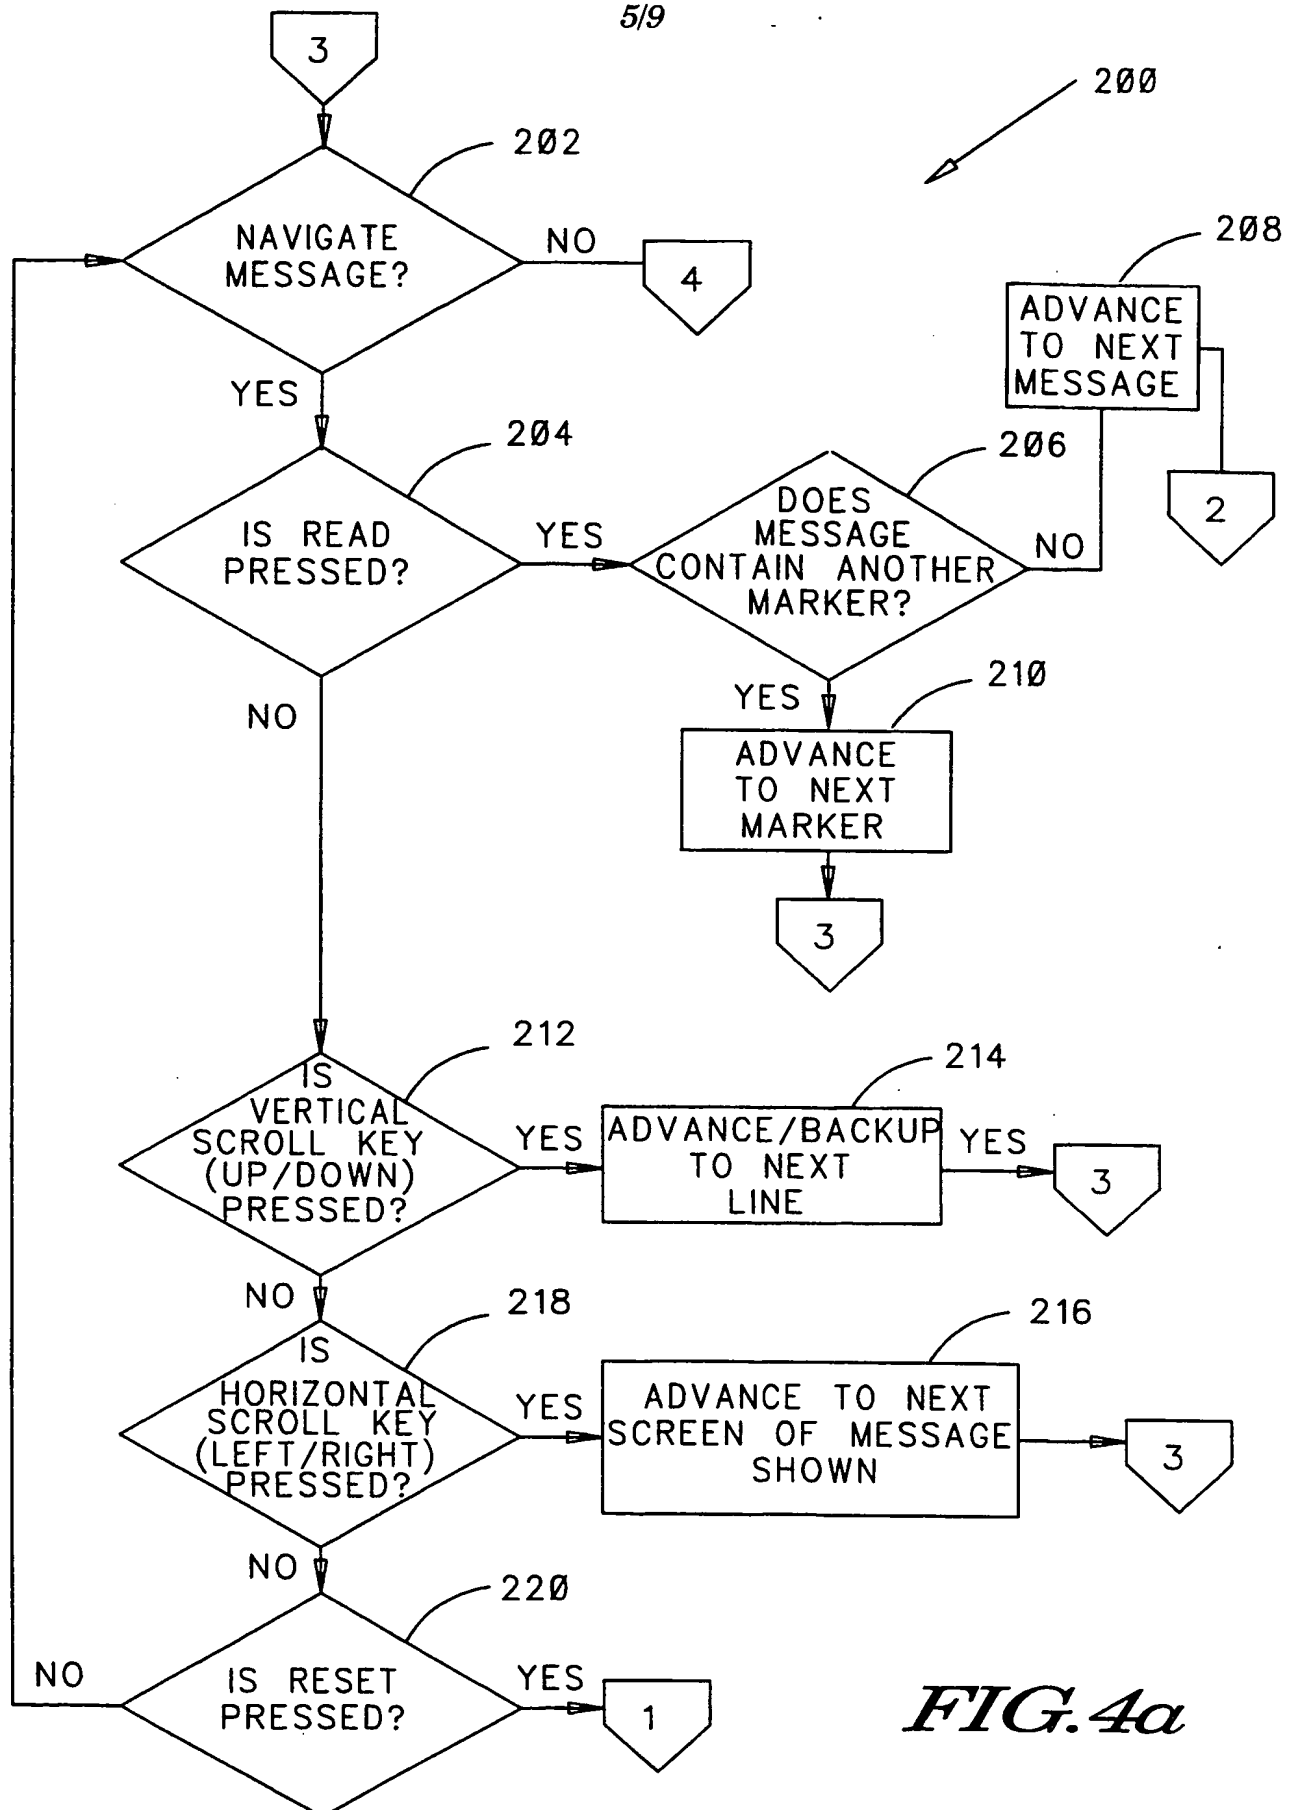 5/9
3
200
202
NAVIGATE
MESSAGE?
NO
4
208
ADVANCE
TO NEXT
MESSAGE
2
YES
204
IS READ
PRESSED?
YES
206
DOES
MESSAGE
CONTAIN ANOTHER
MARKER?
NO
YES
210
ADVANCE
TO NEXT
MARKER
3
NO
212
IS
VERTICAL
SCROLL KEY
(UP/DOWN)
PRESSED?
YES
214
ADVANCE/BACKUP
TO NEXT
LINE
YES
3
NO
218
IS
HORIZONTAL
SCROLL KEY
(LEFT/RIGHT)
PRESSED?
YES
216
ADVANCE TO NEXT
SCREEN OF MESSAGE
SHOWN
3
NO
220
IS RESET
PRESSED?
NO
YES
1
FIG.4a